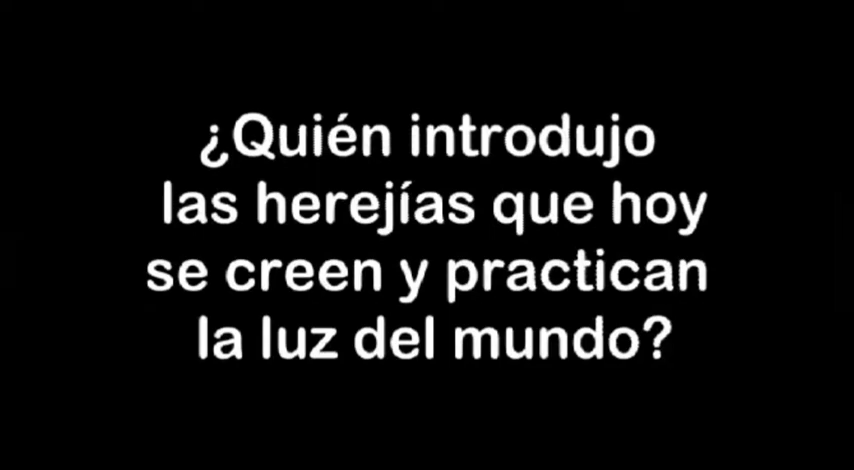 ¿Quién introdujo
las herejías que hoy
se creen y practican
la luz del mundo?